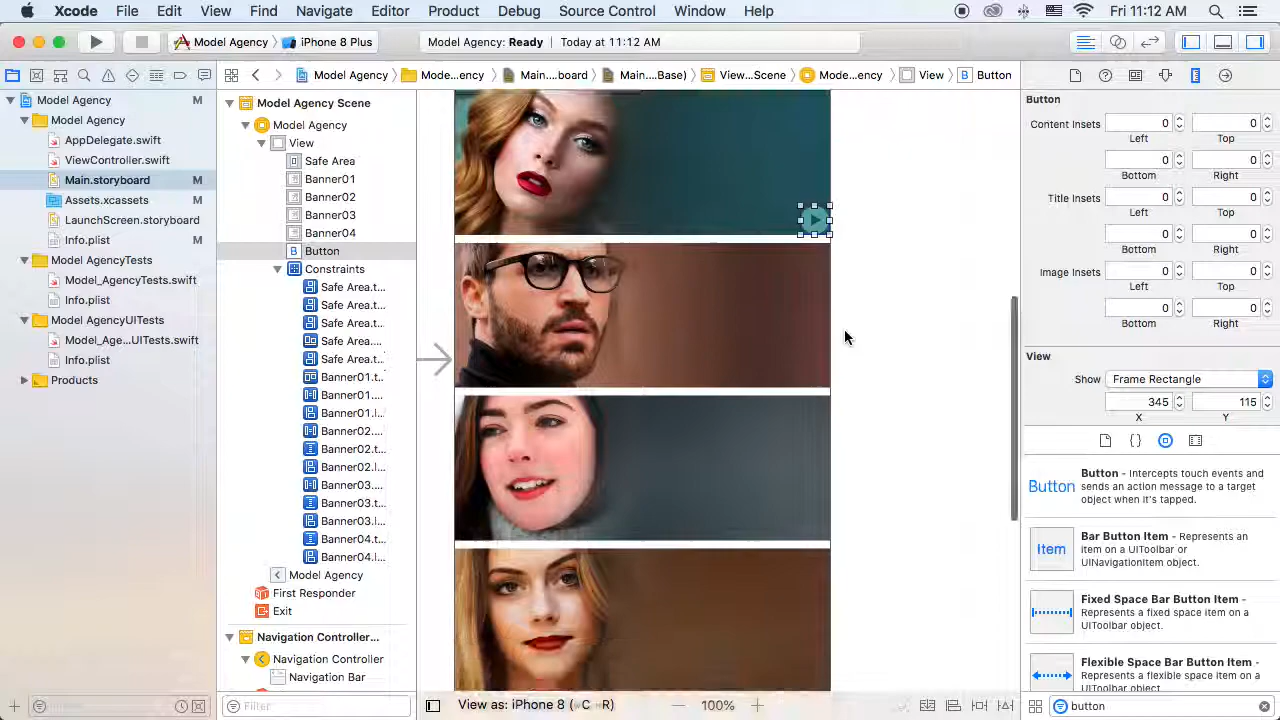 Xcode File Edit View Find Navigate Editor Product Debug Source Control Window Help Fri 11:12 AM
Model Agency iPhone 8 Plus Model Agency: Ready Today at 11:12 AM
Model Agency Mode...ency Main....board Main....Base) View...Scene Mode...ency View B Button
Model Agency M
Model Agency
AppDelegate.swift
ViewController.swift
Main.storyboard M
Assets.xcassets M
LaunchScreen.storyboard
Info.plist M
Model AgencyTests
Model_AgencyTests.swift
Info.plist
Model AgencyUITests
Model_Age...UITests.swift
Info.plist
Products
Model Agency Scene
Model Agency
View
Safe Area
Banner01
Banner02
Banner03
Banner04
B Button
Constraints
Safe Area.t...
Safe Area.t...
Safe Area.t...
Safe Area....
Safe Area.t...
Banner01.t...
Banner01....
Banner01.l...
Banner02....
Banner02.t...
Banner02.l...
Banner03....
Banner03.t...
Banner03.l...
Banner04.t...
Banner04.l...
Model Agency
First Responder
Exit
Navigation Controller...
Navigation Controller
Navigation Bar
Filter
View as: iPhone 8 (wC hR)
100%
Button
Content Insets 0 0
Left Top
0 0
Bottom Right
Title Insets 0 0
Left Top
0 0
Bottom Right
Image Insets 0 0
Left Top
0 0
Bottom Right
View
Show Frame Rectangle
345 115
X Y
Button
Button - Intercepts touch events and
sends an action message to a target
object when it's tapped.
Item
Bar Button Item - Represents an
item on a UIToolbar or
UINavigationItem object.
Fixed Space Bar Button Item -
Represents a fixed space item on a
UIToolbar object.
Flexible Space Bar Button Item -
Represents a flexible space item on
a UIToolbar object.
button